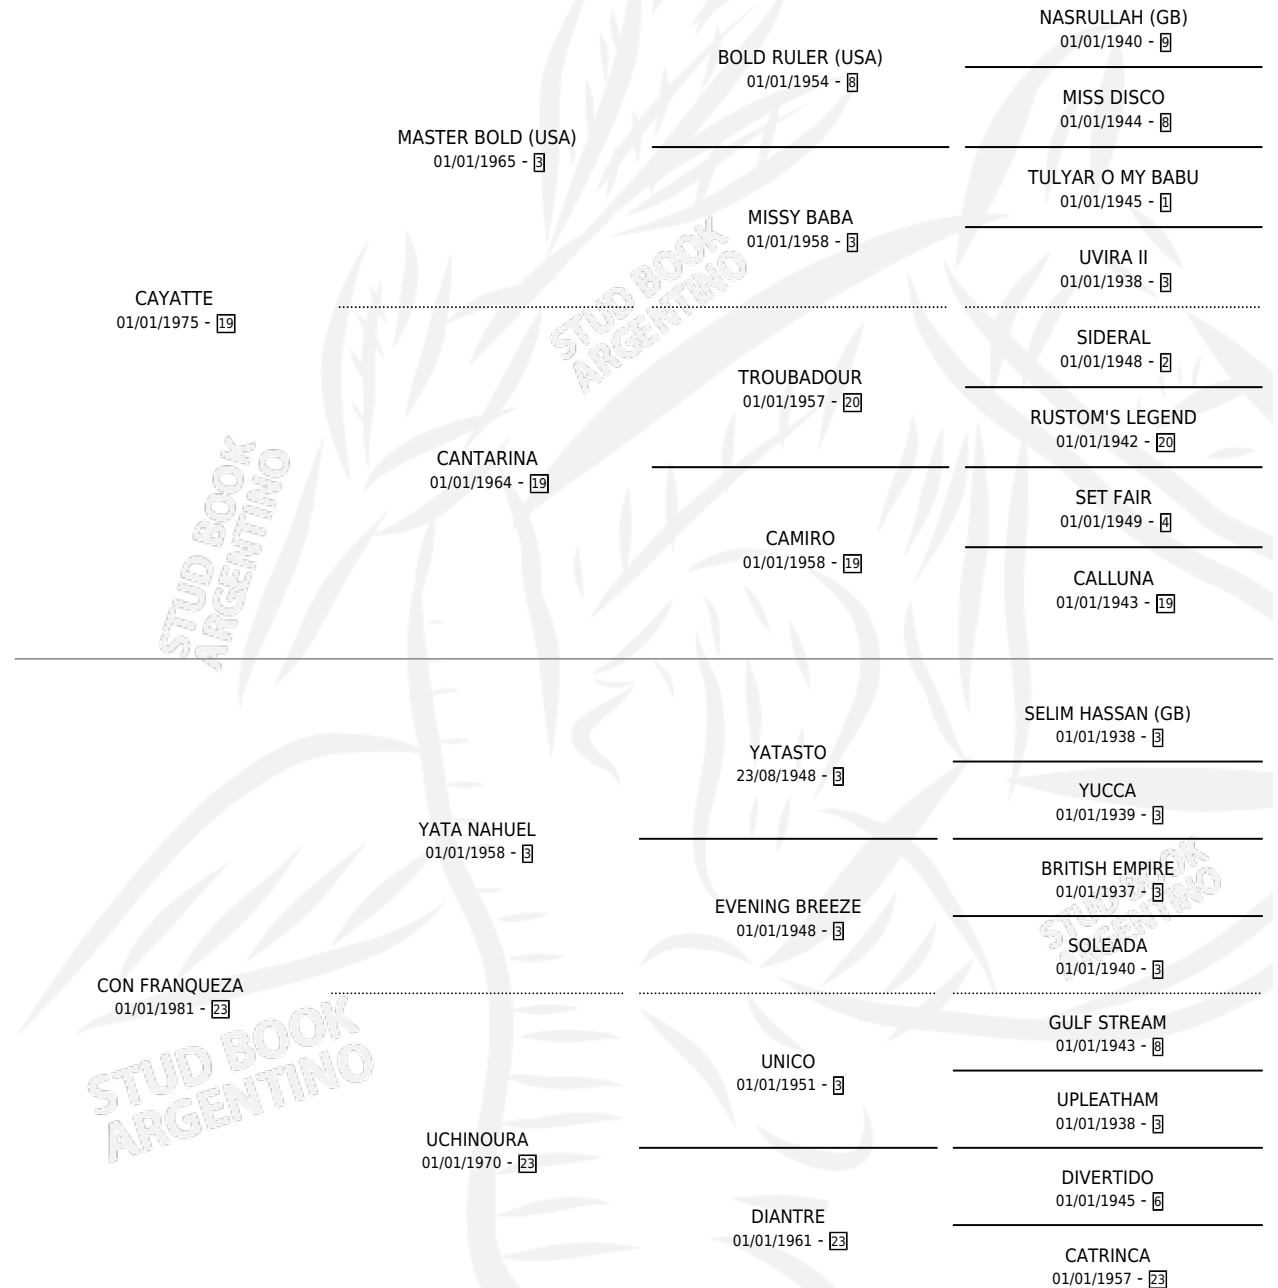 NASRULLAH (GB)
01/01/1940 - 9
BOLD RULER (USA)
01/01/1954 - 8
MISS DISCO
01/01/1944 - 8
MASTER BOLD (USA)
01/01/1965 - 3
TULYAR O MY BABU
01/01/1945 - 1
MISSY BABA
01/01/1958 - 3
UVIRA II
01/01/1938 - 3
CAYATTE
01/01/1975 - 19
SIDERAL
01/01/1948 - 2
TROUBADOUR
01/01/1957 - 20
RUSTOM'S LEGEND
01/01/1942 - 20
CANTARINA
01/01/1964 - 19
SET FAIR
01/01/1949 - 4
CAMIRO
01/01/1958 - 19
CALLUNA
01/01/1943 - 19
STUD BOOK
ARGENTINO
STUD BOOK
ARGENTINO
SELIM HASSAN (GB)
01/01/1938 - 3
YATASTO
23/08/1948 - 3
YUCCA
01/01/1939 - 3
YATA NAHUEL
01/01/1958 - 3
BRITISH EMPIRE
01/01/1937 - 3
EVENING BREEZE
01/01/1948 - 3
SOLEADA
01/01/1940 - 3
CON FRANQUEZA
01/01/1981 - 23
GULF STREAM
01/01/1943 - 8
UNICO
01/01/1951 - 3
UPLEATHAM
01/01/1938 - 3
UCHINOURA
01/01/1970 - 23
DIVERTIDO
01/01/1945 - 6
DIANTRE
01/01/1961 - 23
CATRINCA
01/01/1957 - 23
STUD BOOK
ARGENTINO
STUD BOOK
ARGENTINO